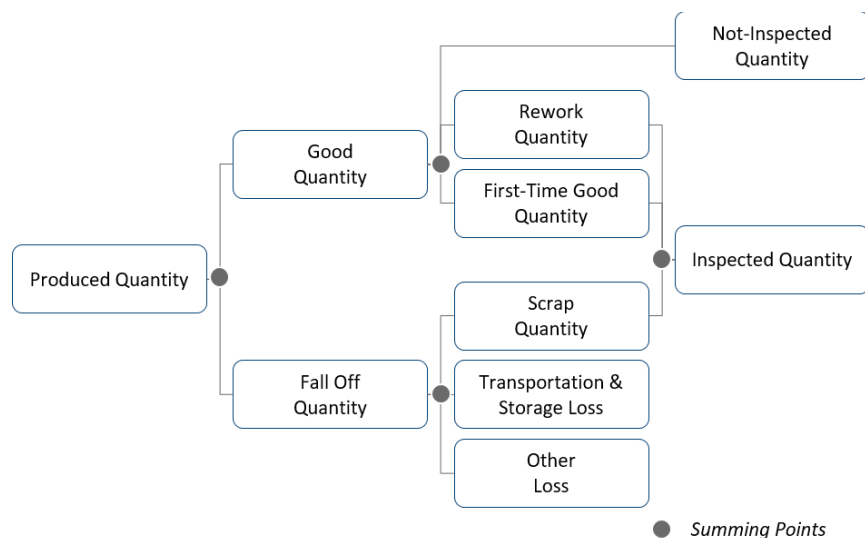 Not-Inspected
Quantity
Rework
Quantity
Good
Quantity
First-Time Good
Quantity
Produced Quantity
Inspected Quantity
Scrap
Quantity
Fall Off
Quantity
Transportation &
Storage Loss
Other
Loss
Summing Points